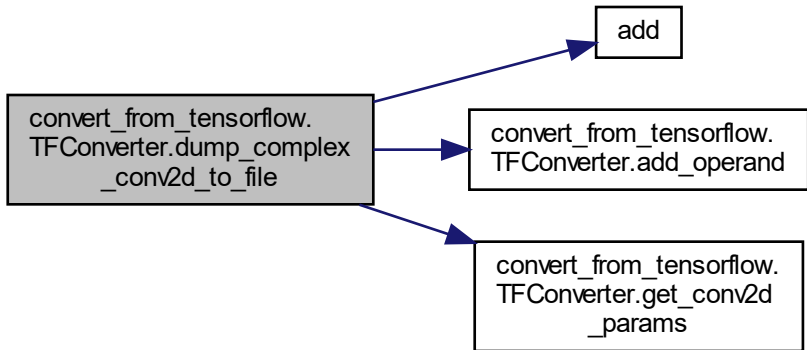 add
convert_from_tensorflow.
TFConverter.dump_complex
_conv2d_to_file
convert_from_tensorflow.
TFConverter.add_operand
convert_from_tensorflow.
TFConverter.get_conv2d
_params